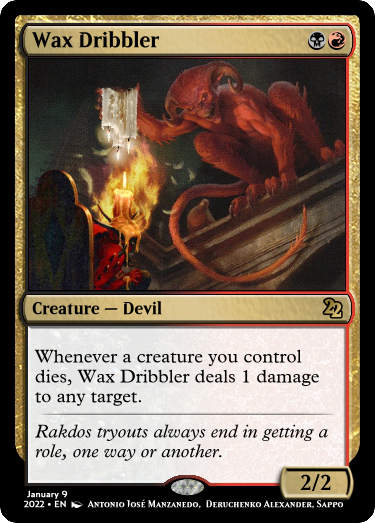 Wax Dribbler
Creature — Devil
Whenever a creature you control
dies, Wax Dribbler deals 1 damage
to any target.
Rakdos tryouts always end in getting a
role, one way or another.
2/2
January 9
2022 • EN Antonio José Manzanedo, Deruchenko Alexander, Sappo